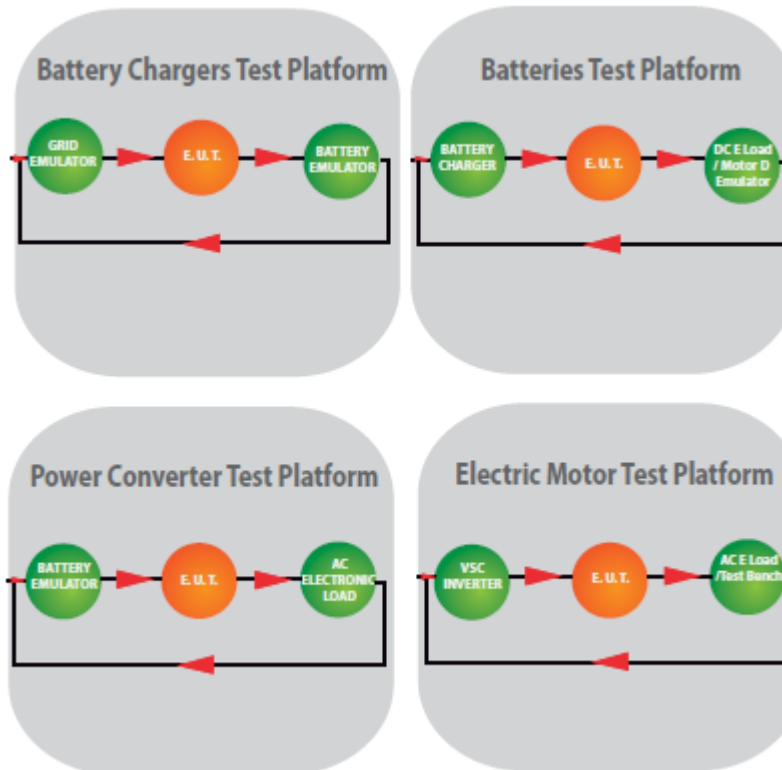 Battery Chargers Test Platform
GRID
EMULATOR
E. U. T.
BATTERY
EMULATOR
Batteries Test Platform
BATTERY
CHARGER
E. U. T.
DC E Load
/ Motor D
Emulator
Power Converter Test Platform
BATTERY
EMULATOR
E. U. T.
AC
ELECTRONIC
LOAD
Electric Motor Test Platform
VSC
INVERTER
E. U. T.
AC E Load
/Test Bench